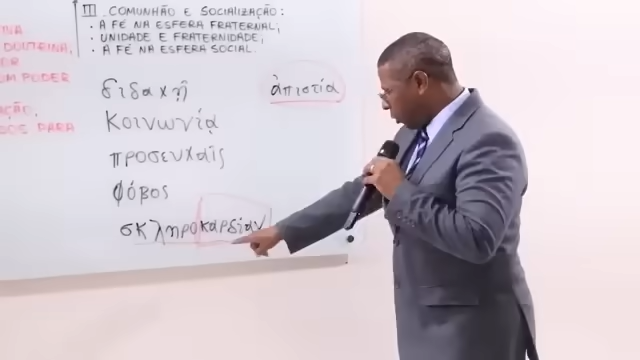 III. COMUNHÃO E SOCIALIZAÇÃO:
· A FÉ NA ESFERA FRATERNAL,
· UNIDADE E FRATERNIDADE,
· A FÉ NA ESFERA SOCIAL.
DOUTRINA,
UM PODER
PARA
διδαχῇ
ἀπιστία
Κοινωνίᾳ
προσευχαῖς
φόβος
σκληροκαρδίαν